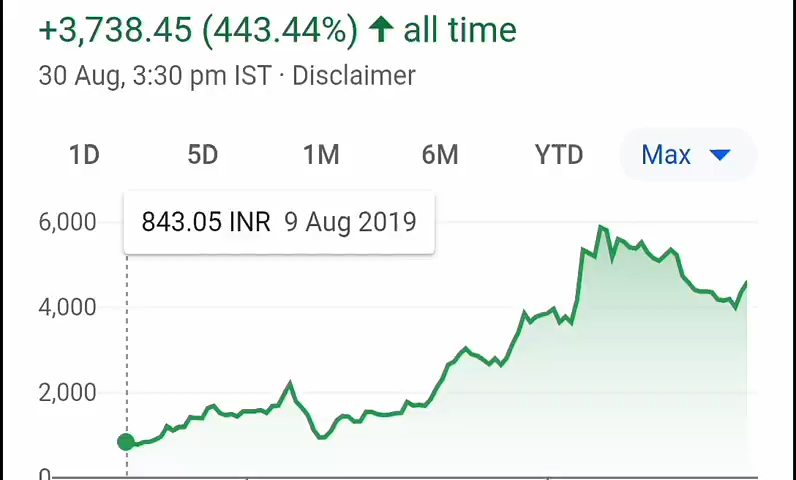 +3,738.45 (443.44%) ↑ all time
30 Aug, 3:30 pm IST · Disclaimer
1D 5D 1M 6M YTD Max
843.05 INR 9 Aug 2019
6,000
4,000
2,000
0